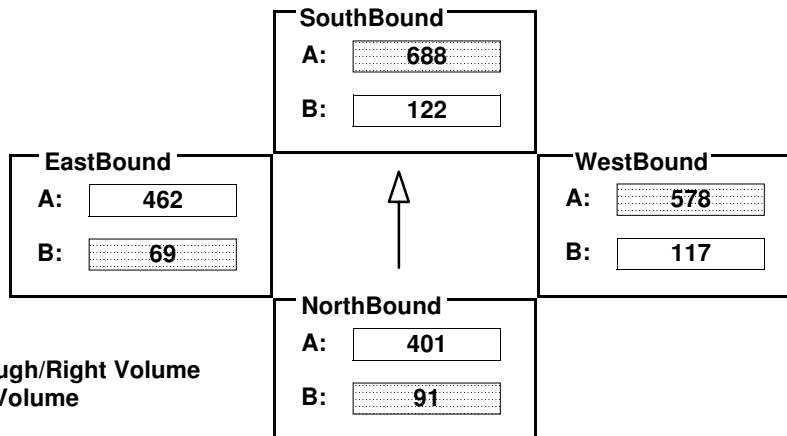 SouthBound
A: 688
B: 122
EastBound
A: 462
B: 69
WestBound
A: 578
B: 117
NorthBound
A: 401
B: 91
ugh/Right Volume
Volume